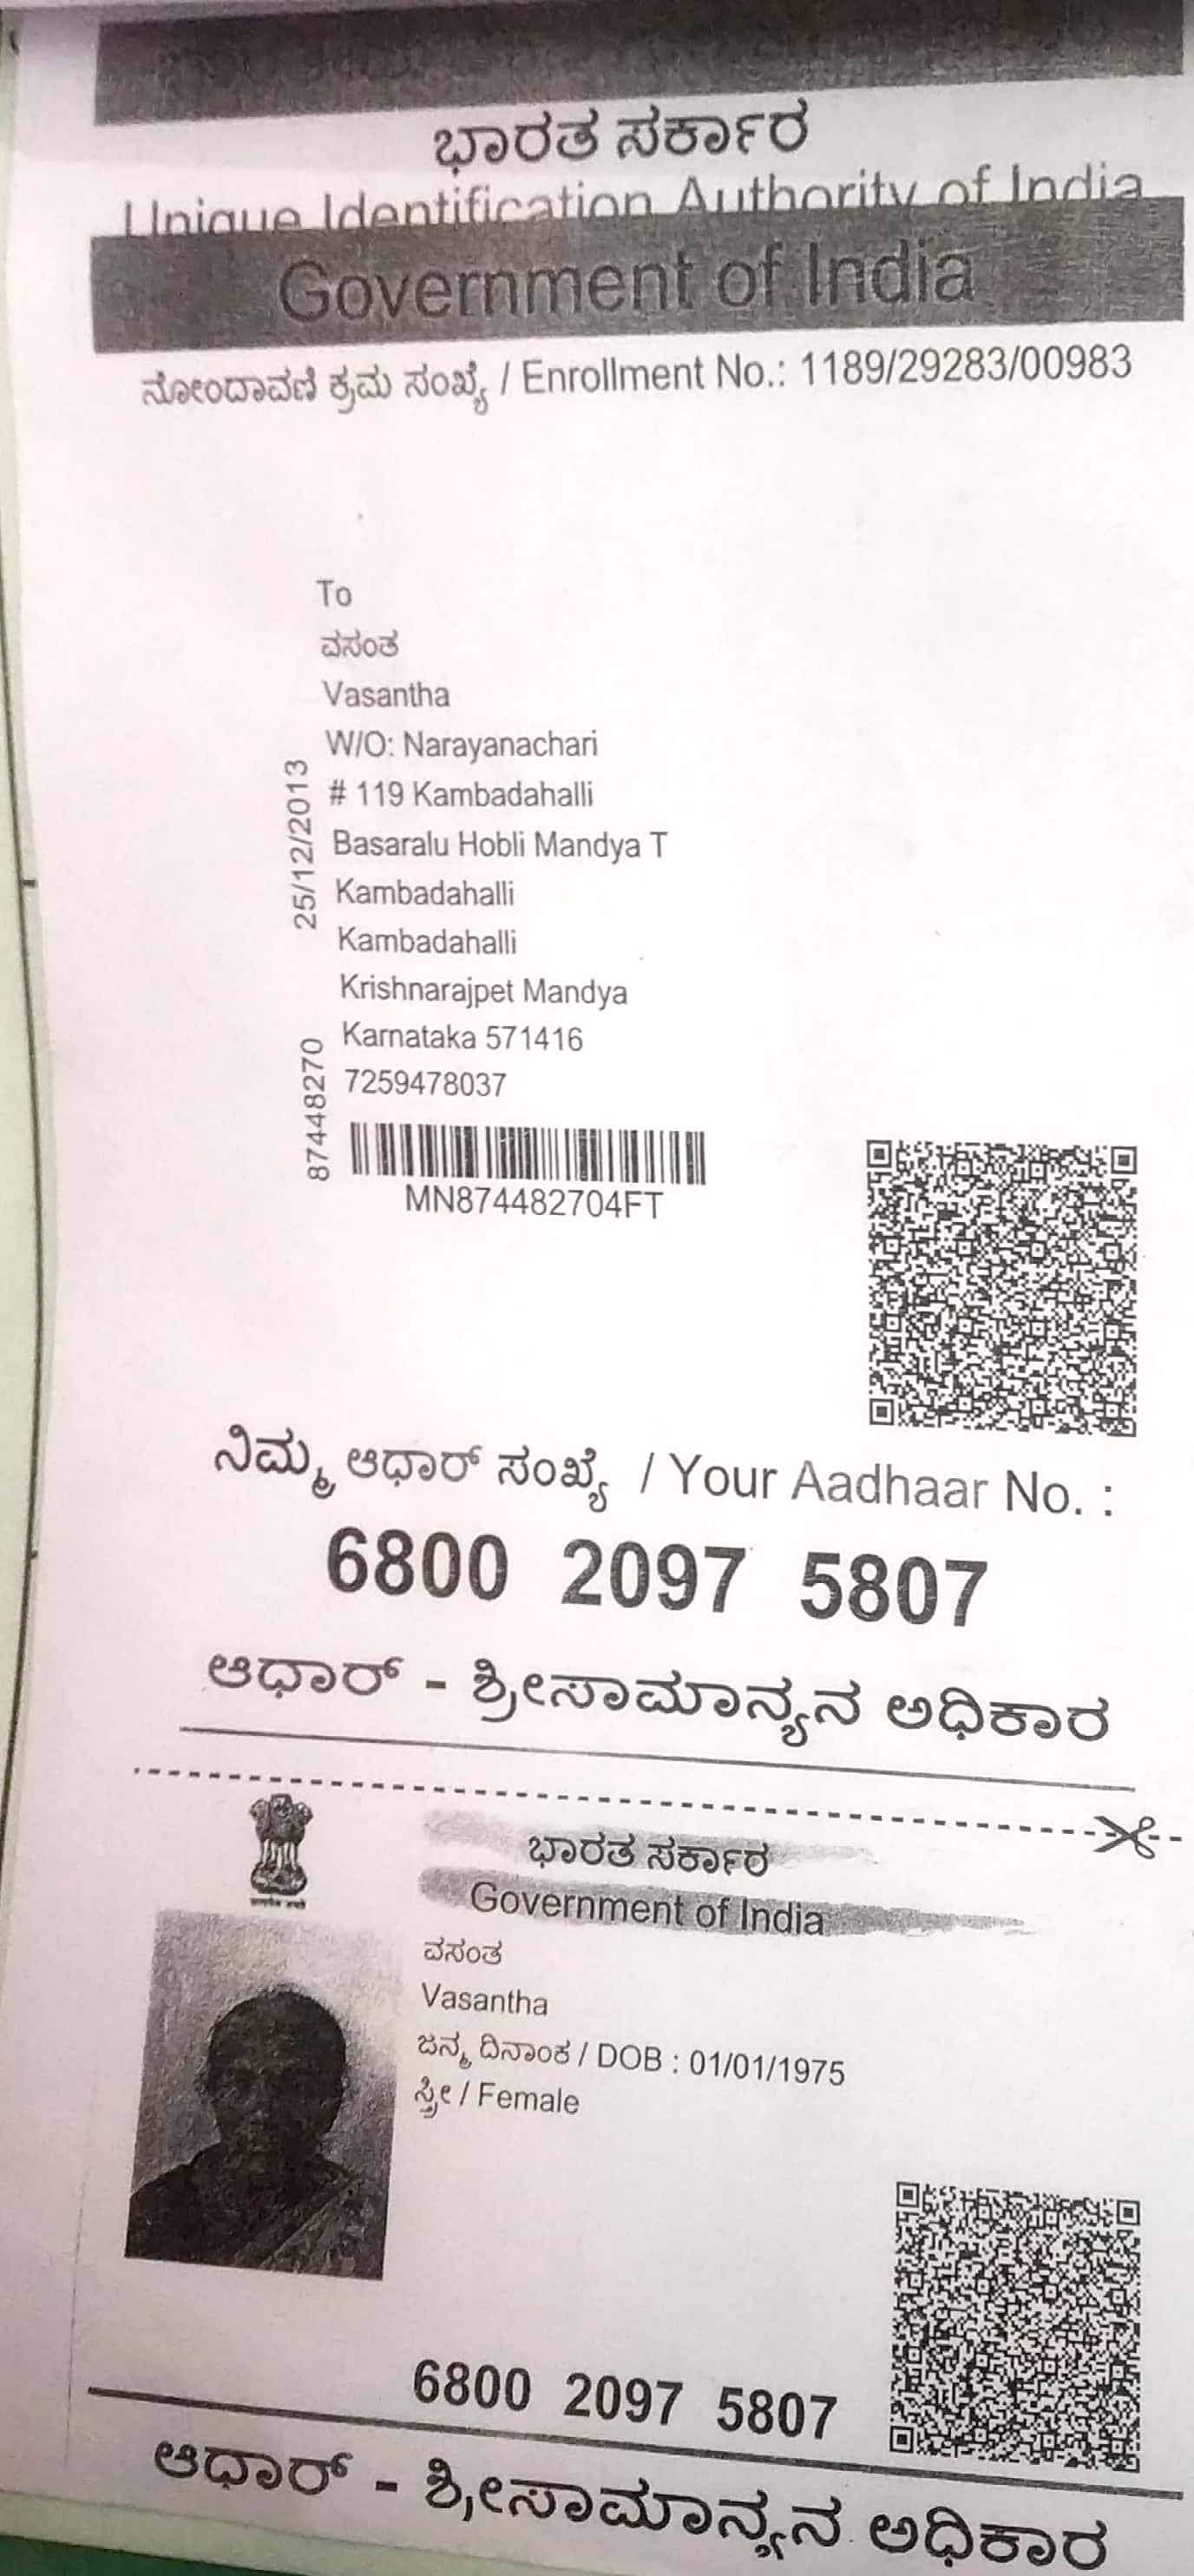 ಭಾರತ ಸರ್ಕಾರ
Unique Identification Authority of India
Government of India
ನೋಂದಾವಣಿ ಕ್ರಮ ಸಂಖ್ಯೆ / Enrollment No.: 1189/29283/00983
To
ವಸಂತ
Vasantha
W/O: Narayanachari
# 119 Kambadahalli
Basaralu Hobli Mandya T
Kambadahalli
Kambadahalli
Krishnarajpet Mandya
Karnataka 571416
7259478037
25/12/2013
87448270
MN874482704FT
ನಿಮ್ಮ ಆಧಾರ್ ಸಂಖ್ಯೆ / Your Aadhaar No. :
6800 2097 5807
ಆಧಾರ್ - ಶ್ರೀಸಾಮಾನ್ಯನ ಅಧಿಕಾರ
ಭಾರತ ಸರ್ಕಾರ
Government of India
ವಸಂತ
Vasantha
ಜನ್ಮ ದಿನಾಂಕ / DOB : 01/01/1975
ಸ್ತ್ರೀ / Female
6800 2097 5807
ಆಧಾರ್ - ಶ್ರೀಸಾಮಾನ್ಯನ ಅಧಿಕಾರ